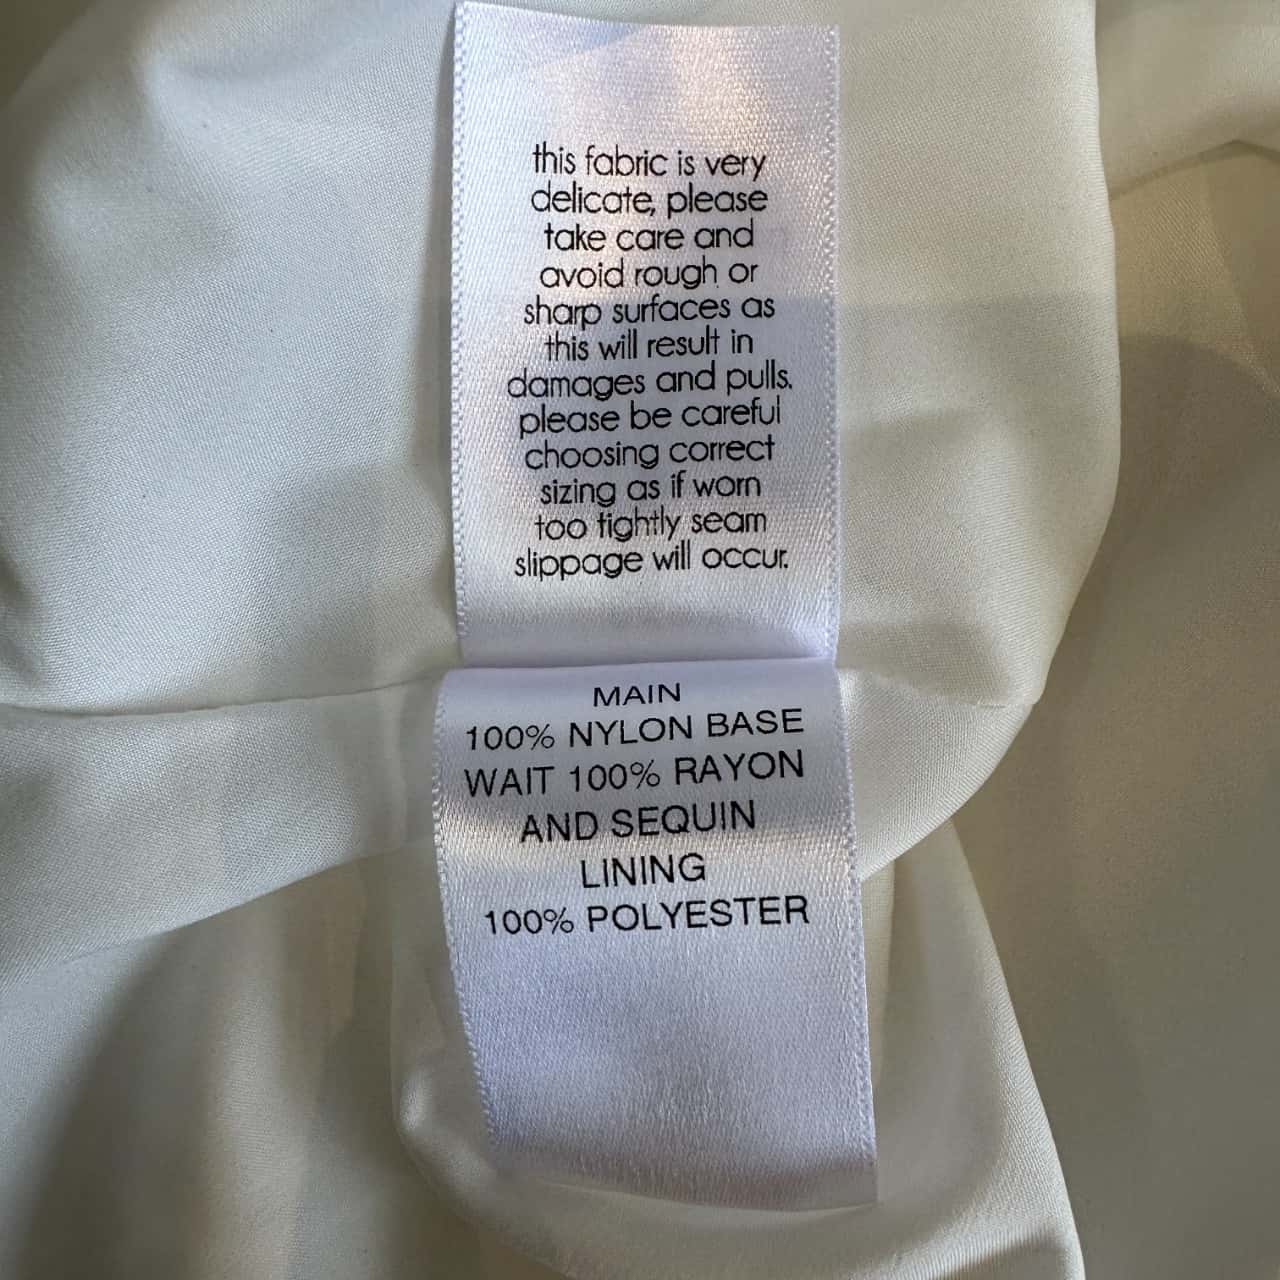 this fabric is very
delicate, please
take care and
avoid rough or
sharp surfaces as
this will result in
damages and pulls.
please be careful
choosing correct
sizing as if worn
too tightly seam
slippage will occur.
MAIN
100% NYLON BASE
WAIT 100% RAYON
AND SEQUIN
LINING
100% POLYESTER